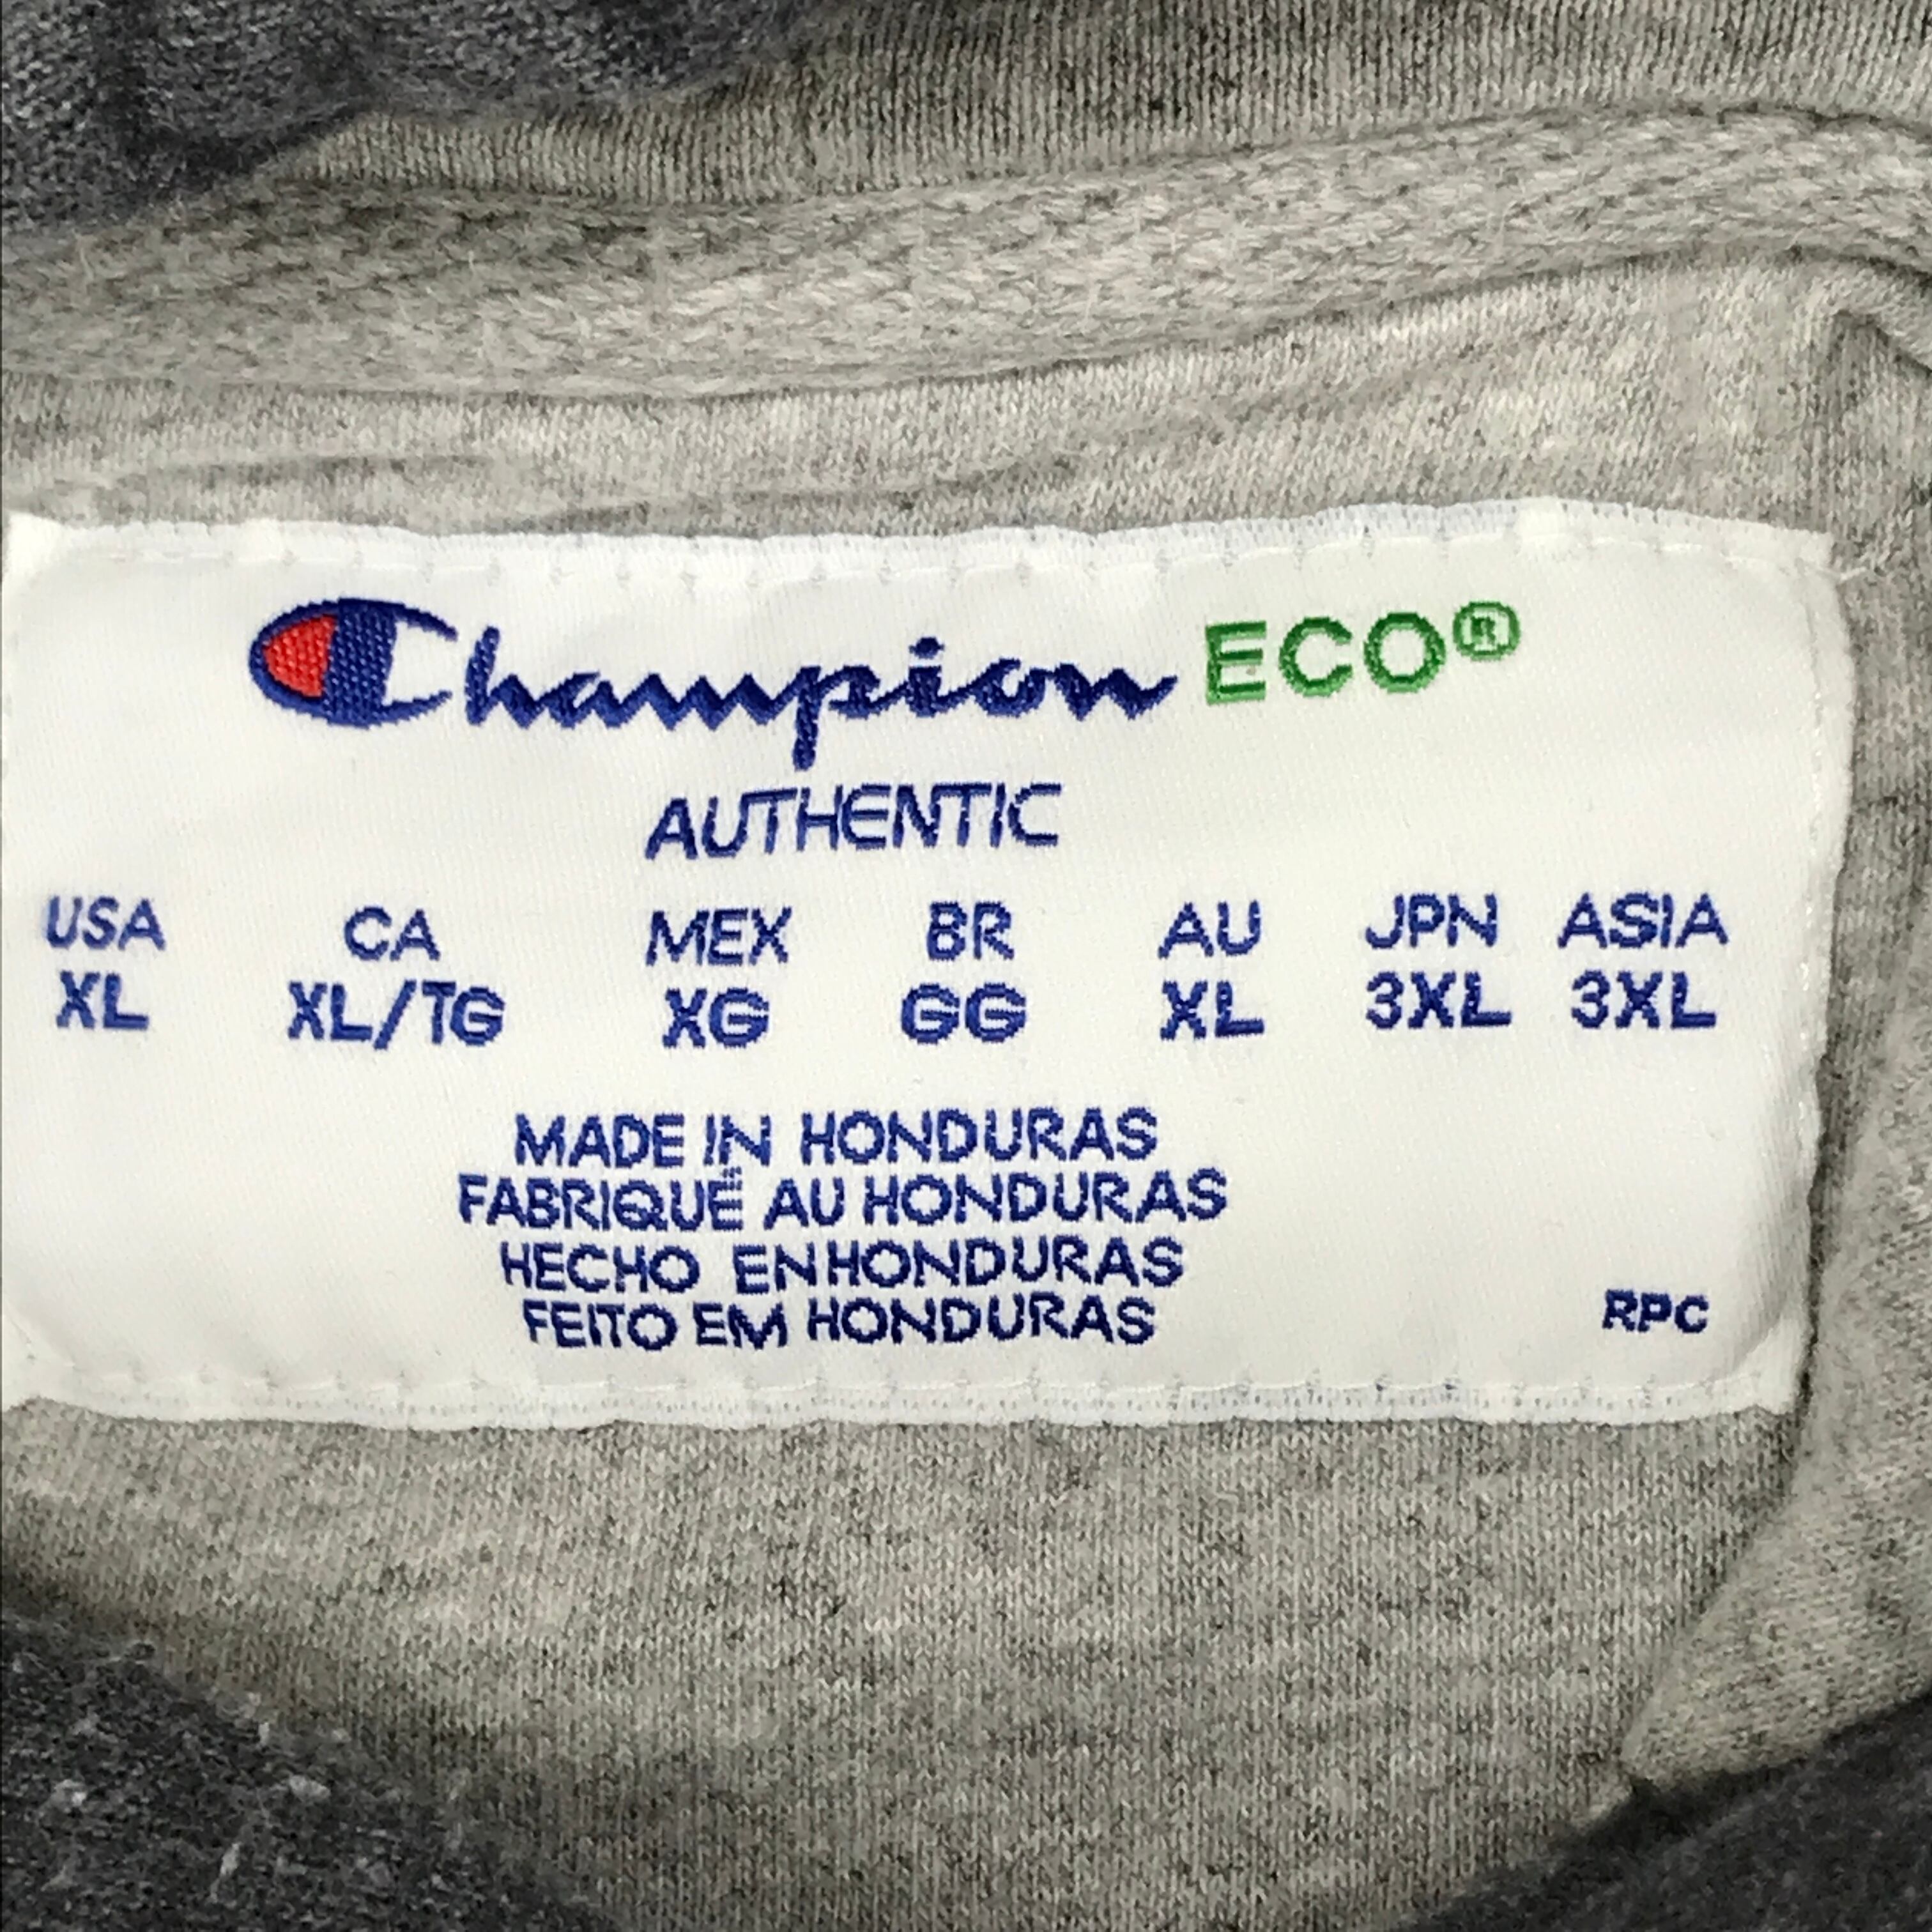 Champion ECO®
AUTHENTIC
USA CA MEX BR AU JPN ASIA
XL XL/TG XG GG XL 3XL 3XL
MADE IN HONDURAS
FABRIQUÉ AU HONDURAS
HECHO EN HONDURAS
FEITO EM HONDURAS
RPC